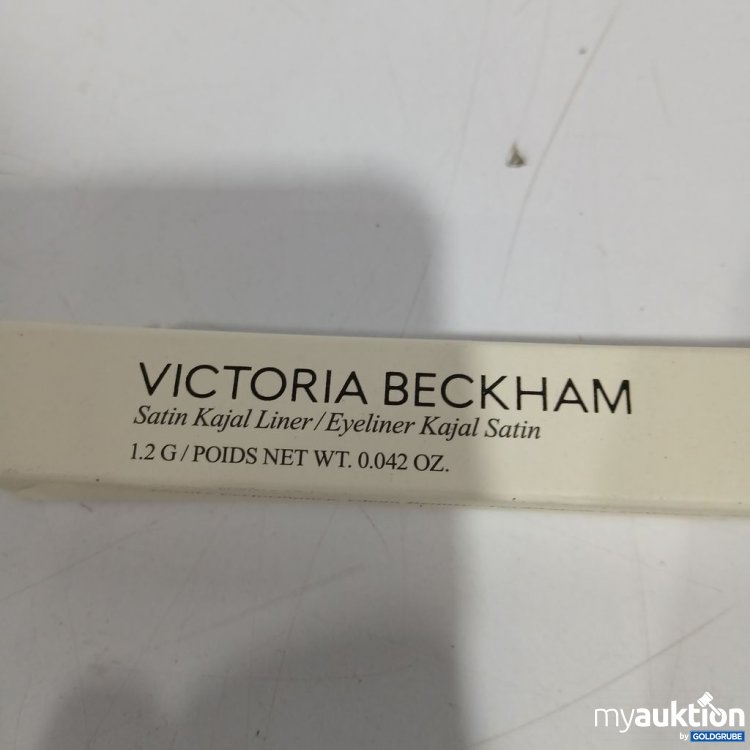 VICTORIA BECKHAM
Satin Kajal Liner/Eyeliner Kajal Satin
1.2 G/POIDS NET WT. 0.042 OZ.
myauktion
by GOLDGRUBE